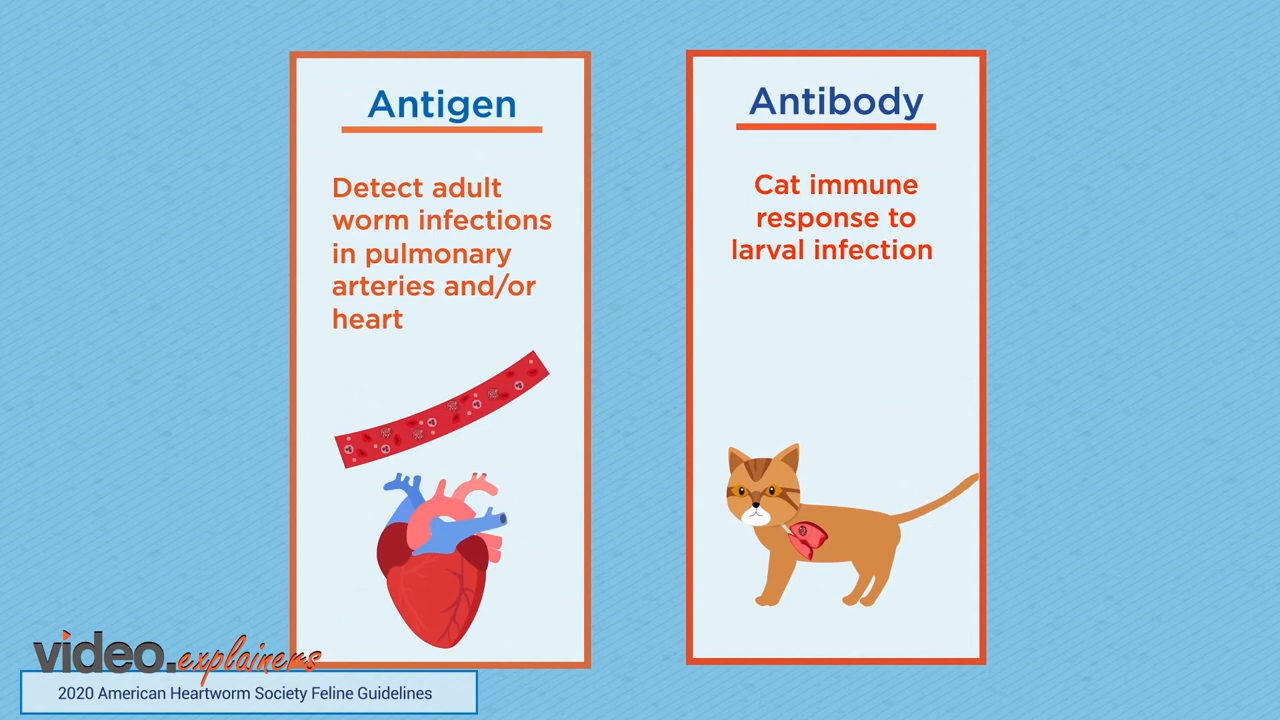 Antigen
Detect adult
worm infections
in pulmonary
arteries and/or
heart
Antibody
Cat immune
response to
larval infection
video.explainers
2020 American Heartworm Society Feline Guidelines